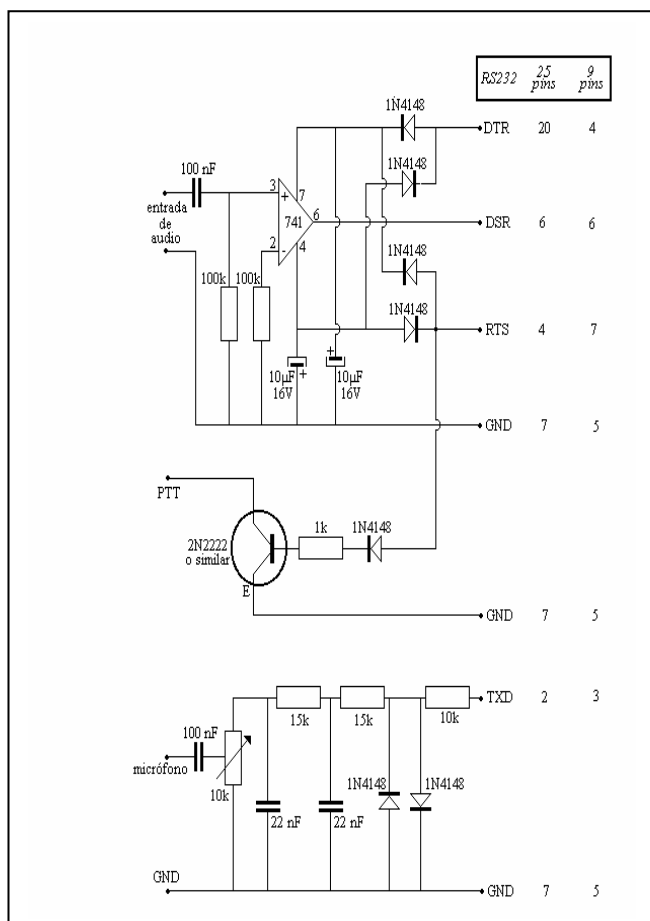 RS232 25 pins 9 pins
1N4148
DTR 20 4
100 nF
1N4148
3 + 7
entrada de audio
741 6
DSR 6 6
2 - 4
1N4148
100k 100k
1N4148
RTS 4 7
+ +
10µF 16V
10µF 16V
GND 7 5
PTT
1k 1N4148
2N2222 o similar
E
GND 7 5
TXD 2 3
15k 15k 10k
100 nF
micrófono
10k
1N4148 1N4148
22 nF 22 nF
GND
GND 7 5